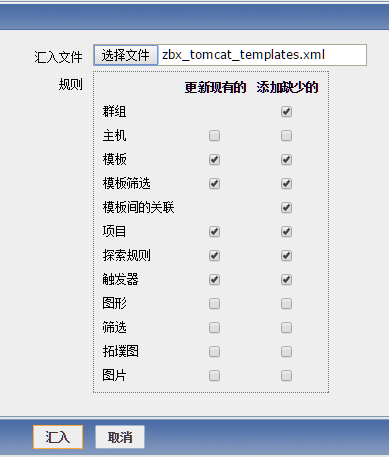 汇入文件 选择文件 zbx_tomcat_templates.xml
规则 更新现有的 添加缺少的
群组
主机
模板
模板筛选
模板间的关联
项目
探索规则
触发器
图形
筛选
拓墣图
图片
汇入 取消